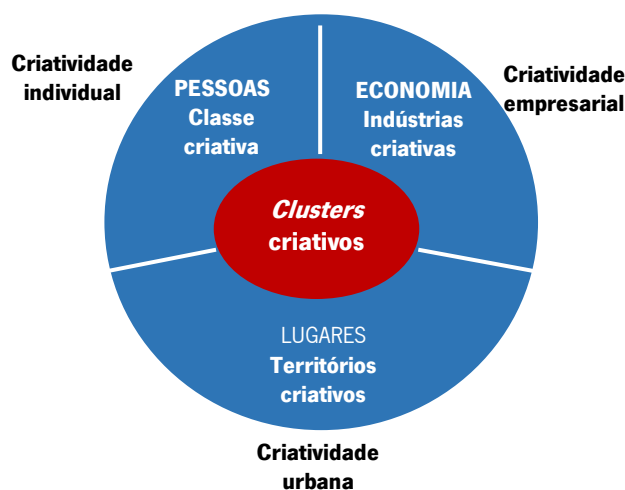 Criatividade
individual
PESSOAS
Classe
criativa
ECONOMIA
Indústrias
criativas
Criatividade
empresarial
Clusters
criativos
LUGARES
Territórios
criativos
Criatividade
urbana